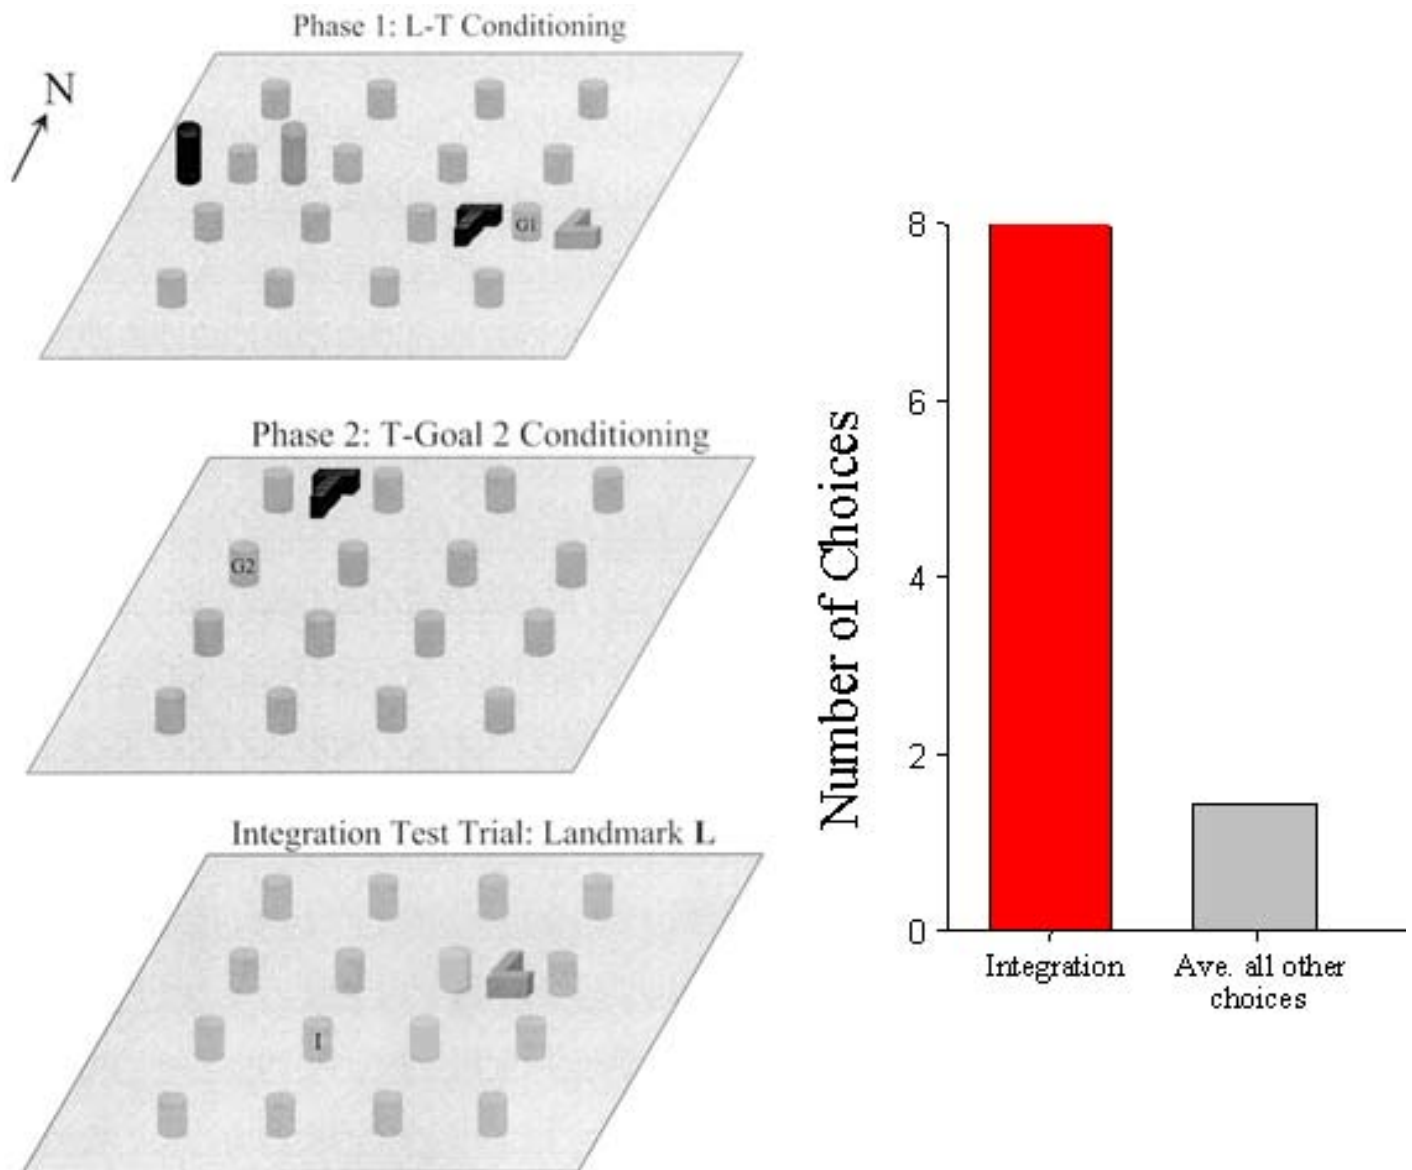 Phase 1: L-T Conditioning
N
G1
Phase 2: T-Goal 2 Conditioning
G2
Integration Test Trial: Landmark L
I
Number of Choices
8
6
4
2
0
Integration
Ave. all other
choices